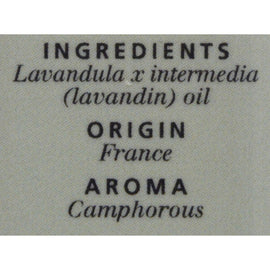 INGREDIENTS
Lavandula x intermedia
(lavandin) oil
ORIGIN
France
AROMA
Camphorous